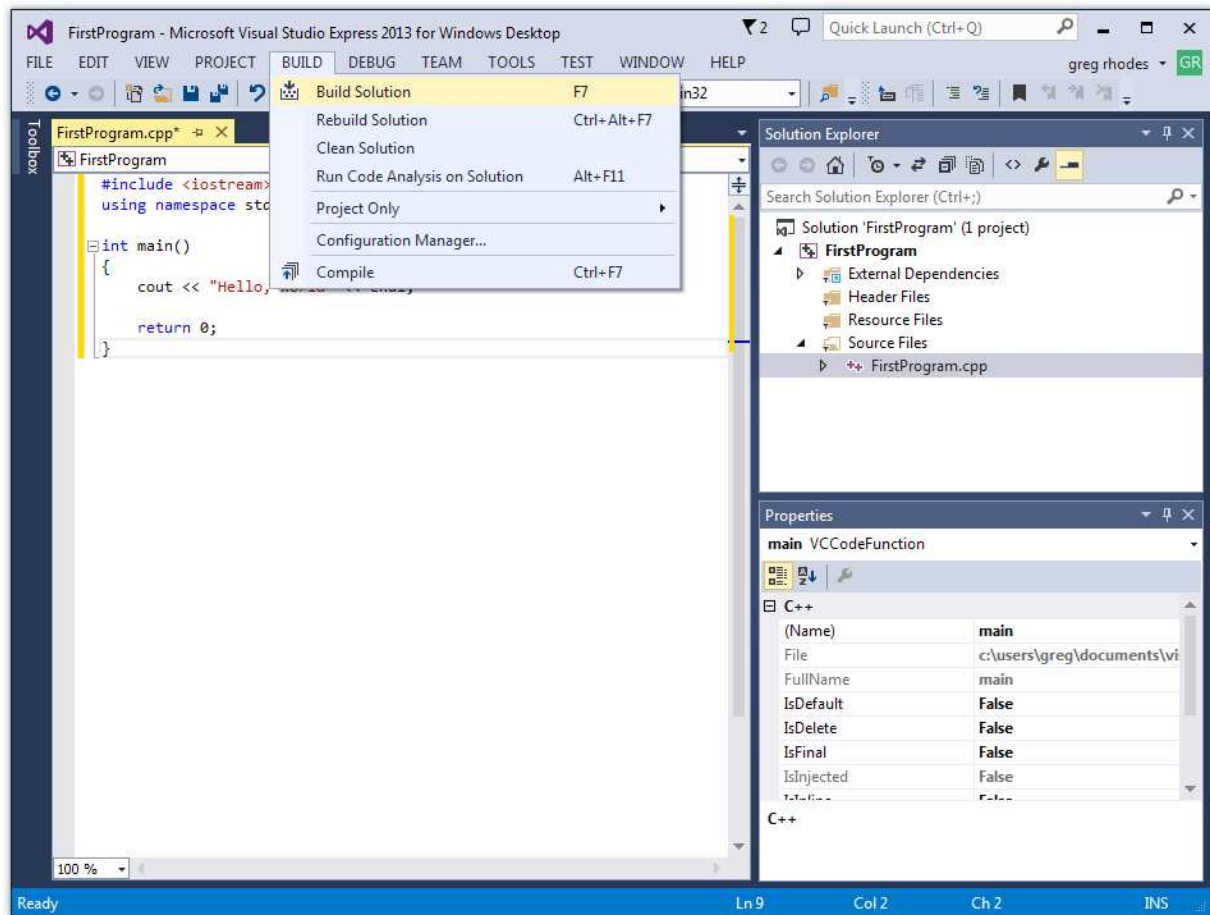 FirstProgram - Microsoft Visual Studio Express 2013 for Windows Desktop
2
Quick Launch (Ctrl+Q)
FILE EDIT VIEW PROJECT BUILD DEBUG TEAM TOOLS TEST WINDOW HELP
greg rhodes GR
Build Solution F7
in32
Rebuild Solution Ctrl+Alt+F7
Clean Solution
Run Code Analysis on Solution Alt+F11
Project Only
Configuration Manager...
Compile Ctrl+F7
Toolbox
FirstProgram.cpp*
FirstProgram
#include <iostream>
using namespace std
int main()
{
cout << "Hello,
return 0;
}
100 %
Solution Explorer
Search Solution Explorer (Ctrl+;)
Solution 'FirstProgram' (1 project)
FirstProgram
External Dependencies
Header Files
Resource Files
Source Files
FirstProgram.cpp
Properties
main VCCodeFunction
C++
(Name) main
File c:\users\greg\documents\vi
FullName main
IsDefault False
IsDelete False
IsFinal False
IsInjected False
C++
Ready Ln 9 Col 2 Ch 2 INS